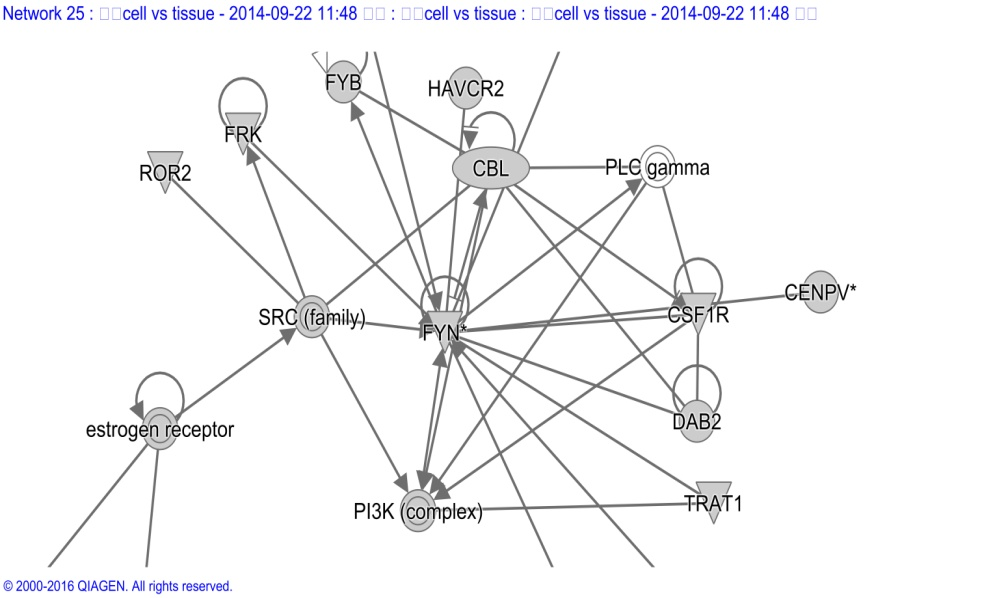 Network 25 : □□cell vs tissue - 2014-09-22 11:48 □□ : □□cell vs tissue : □□cell vs tissue - 2014-09-22 11:48 □□
FYB
HAVCR2
FRK
CBL
ROR2
PLC gamma
CENPV*
SRC (family)
CSF1R
FYN*
estrogen receptor
DAB2
PI3K (complex)
TRAT1
© 2000-2016 QIAGEN. All rights reserved.